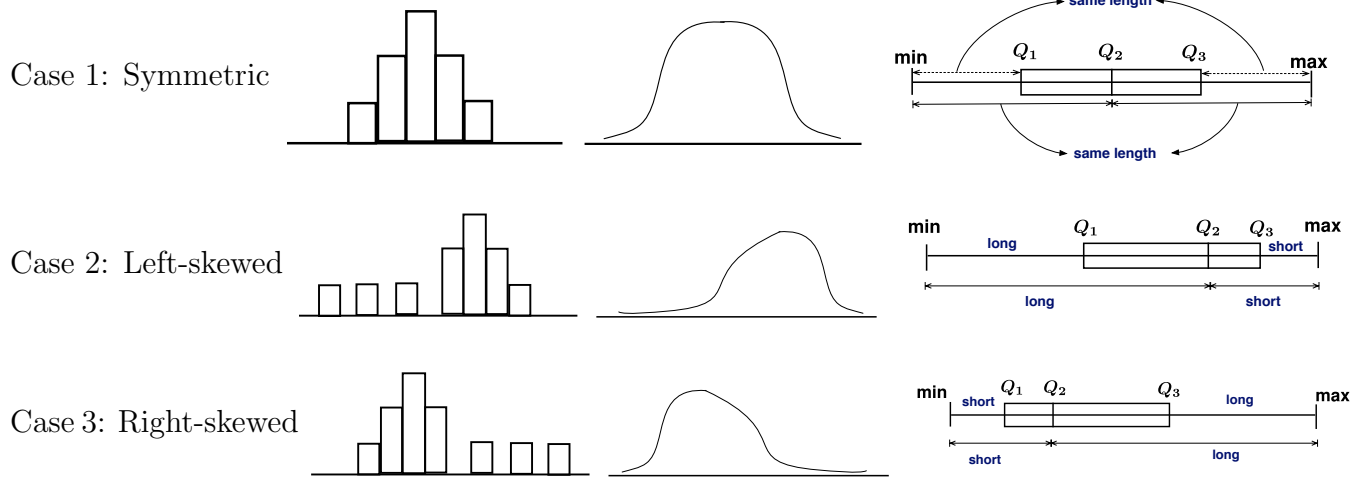 same length
Case 1: Symmetric
min Q1 Q2 Q3 max
same length
Case 2: Left-skewed
min Q1 Q2 Q3 max
long short
long short
Case 3: Right-skewed
min Q1 Q2 Q3 max
short long
short long